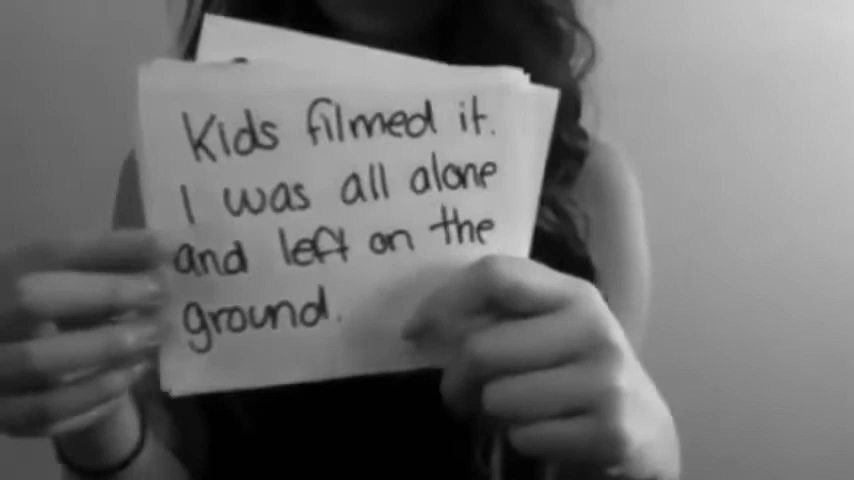 Kids filmed it.
I was all alone
and left on the
ground.